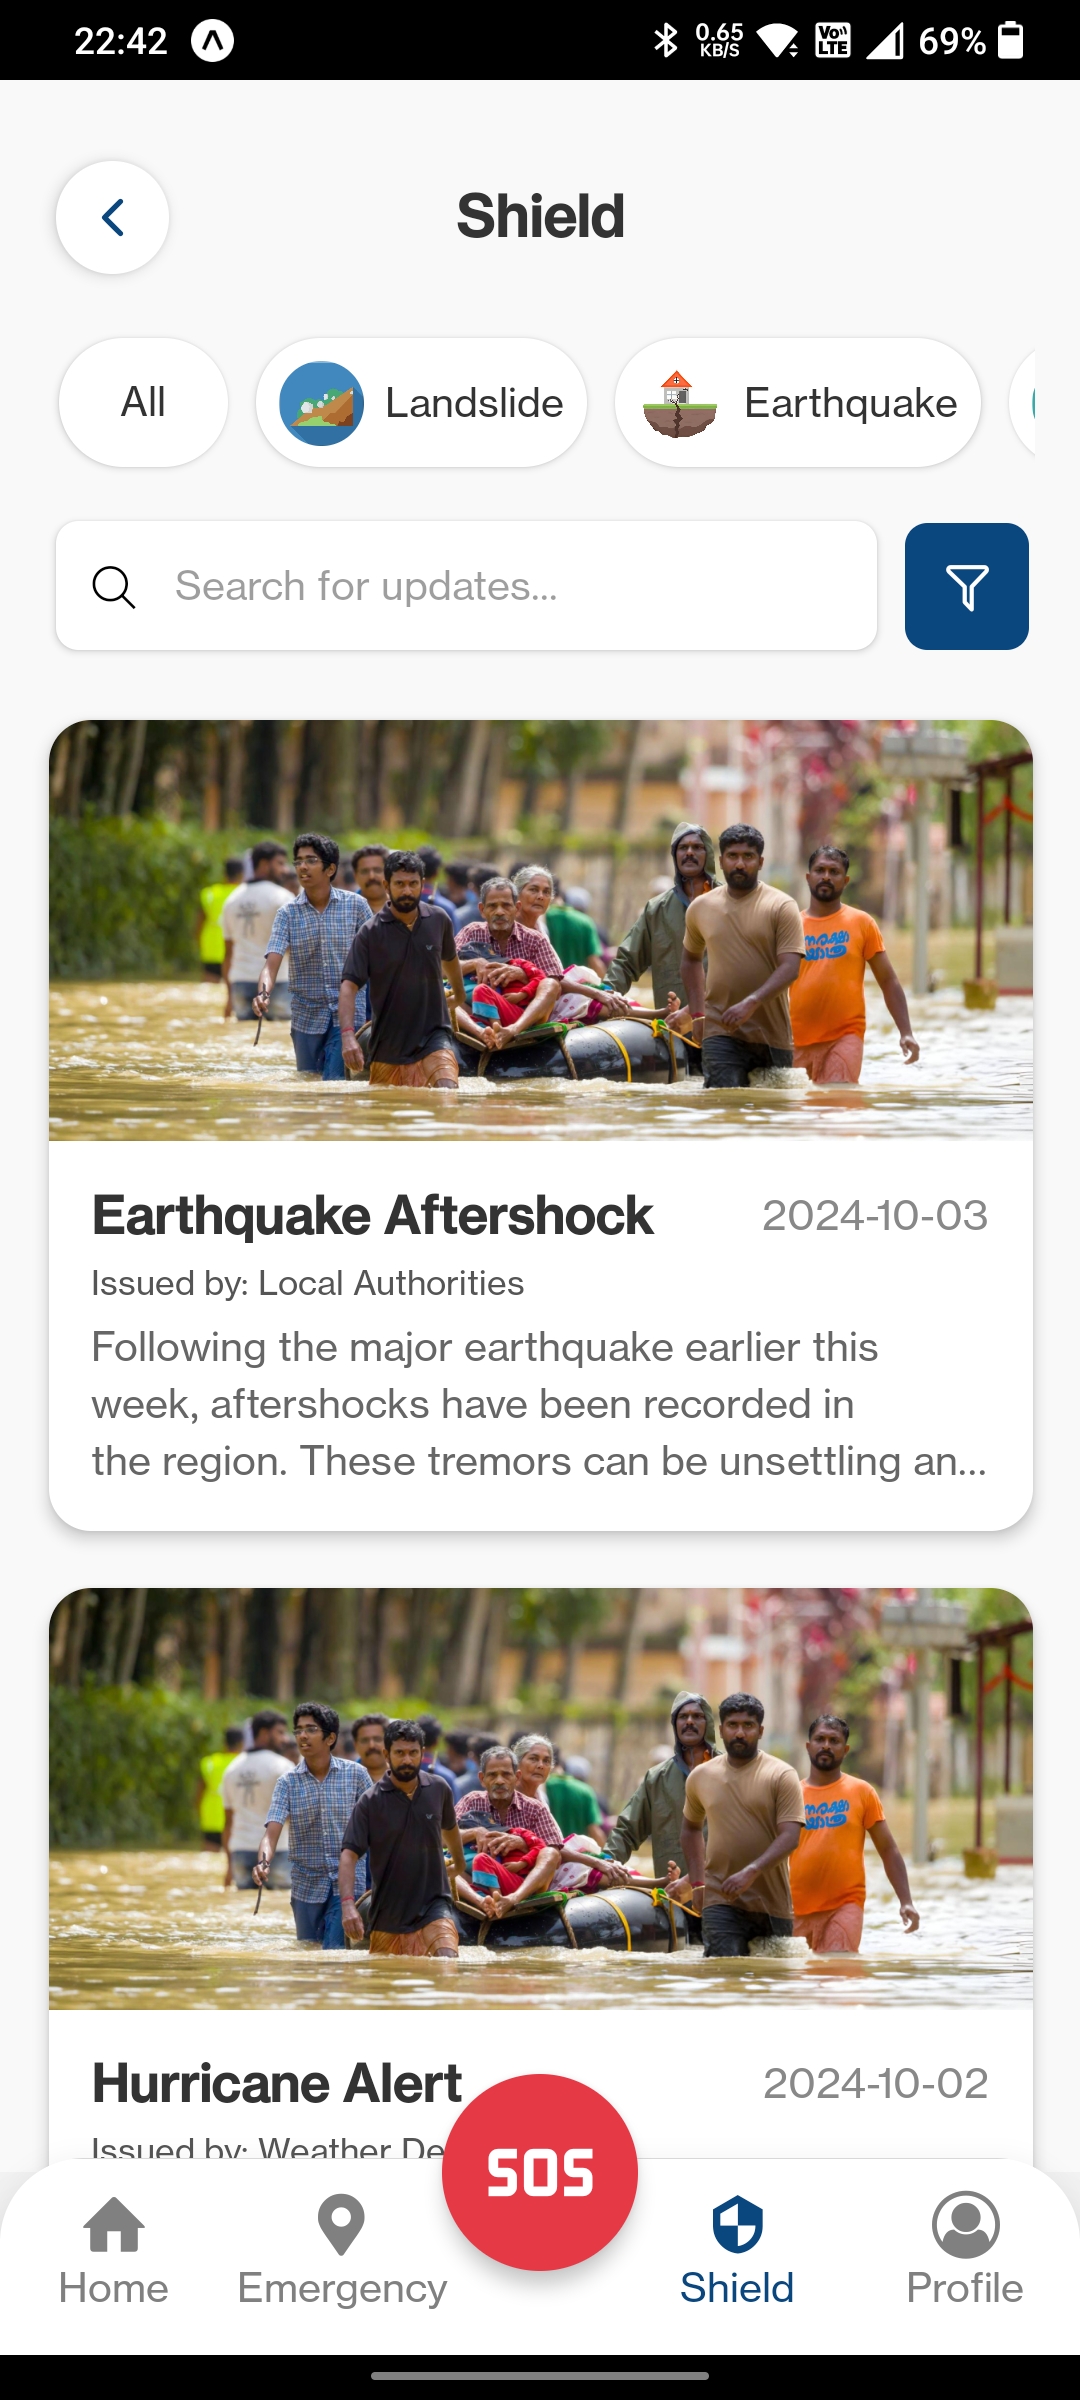 22:42
0.65
KB/S
Vo
LTE
69%
Shield
All
Landslide
Earthquake
Search for updates...
Earthquake Aftershock
2024-10-03
Issued by: Local Authorities
Following the major earthquake earlier this
week, aftershocks have been recorded in
the region. These tremors can be unsettling an...
Hurricane Alert
2024-10-02
Issued by: Weather De
SOS
Home
Emergency
Shield
Profile